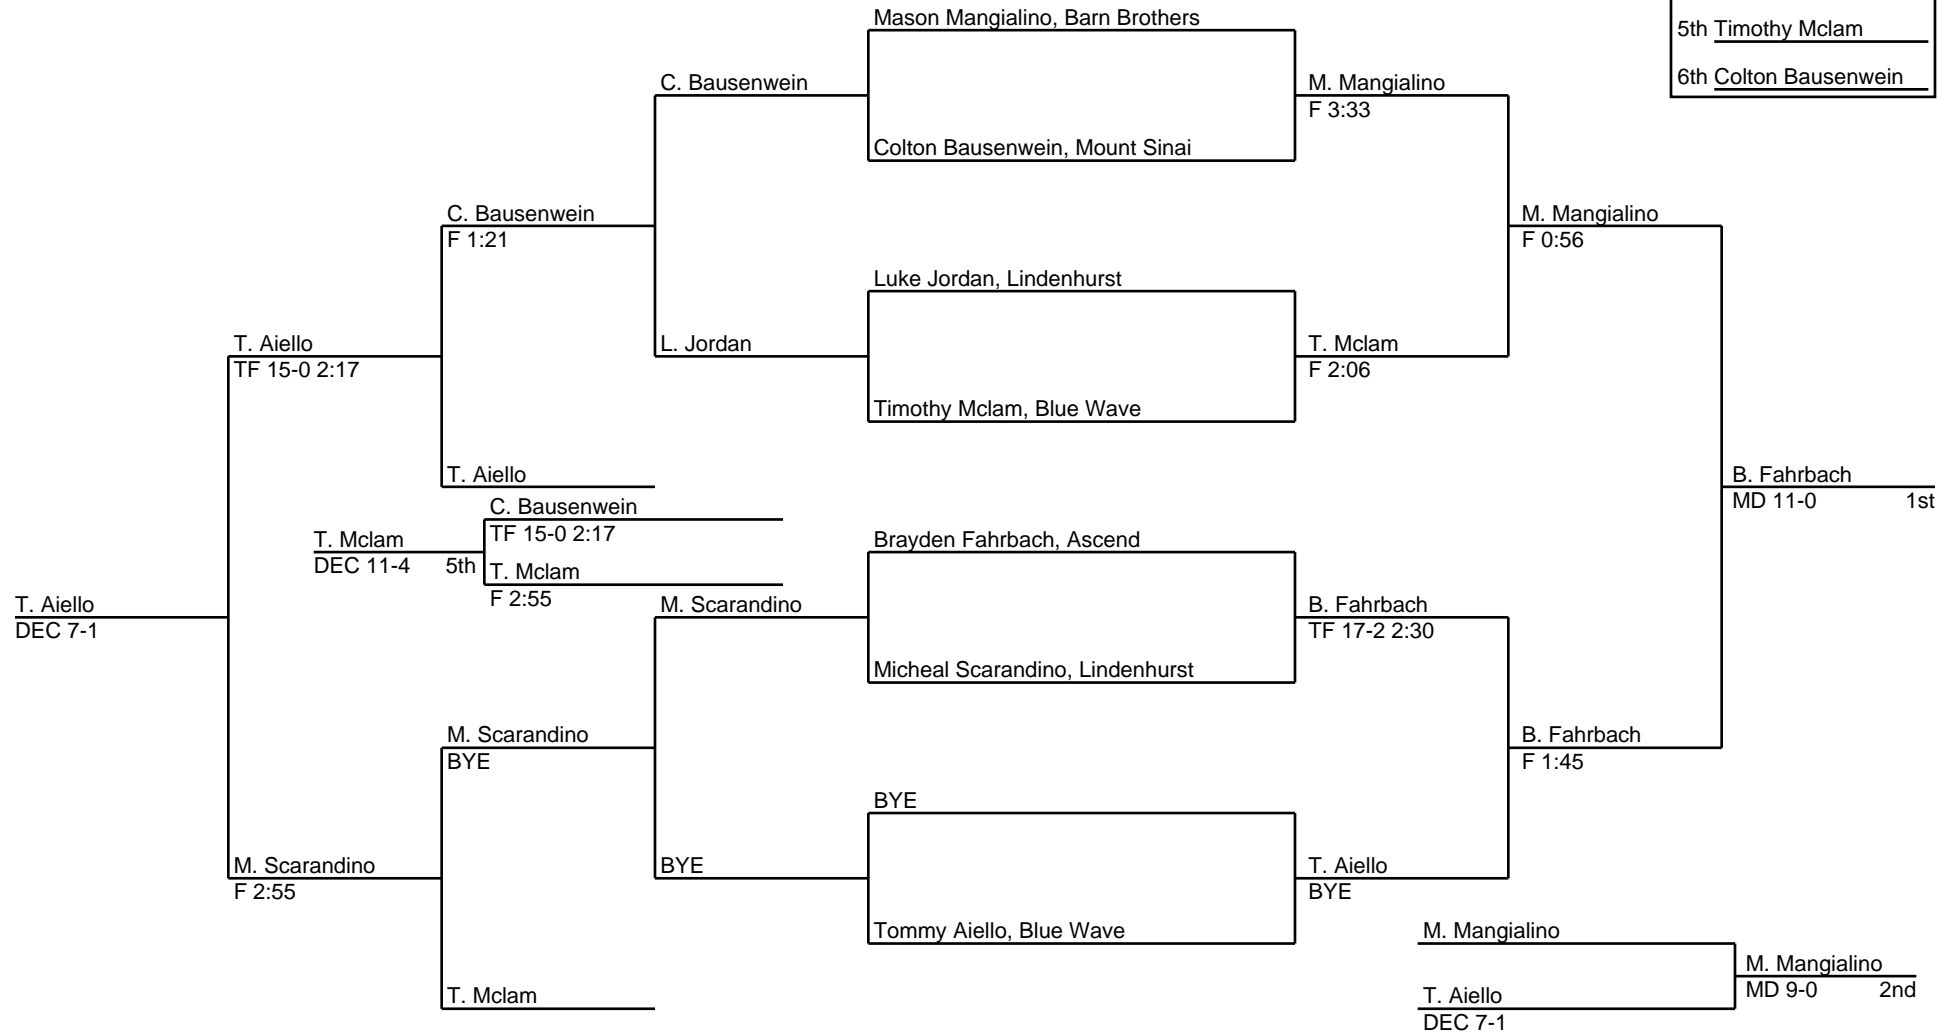 Mason Mangialino, Barn Brothers
5th Timothy Mclam
C. Bausenwein
M. Mangialino
6th Colton Bausenwein
F 3:33
Colton Bausenwein, Mount Sinai
C. Bausenwein
M. Mangialino
F 1:21
F 0:56
Luke Jordan, Lindenhurst
T. Aiello
L. Jordan
T. Mclam
TF 15-0 2:17
F 2:06
Timothy Mclam, Blue Wave
T. Aiello
B. Fahrbach
MD 11-0 1st
C. Bausenwein
TF 15-0 2:17
T. Mclam
Brayden Fahrbach, Ascend
DEC 11-4 5th
T. Mclam
F 2:55
T. Aiello
M. Scarandino
B. Fahrbach
DEC 7-1
TF 17-2 2:30
Micheal Scarandino, Lindenhurst
M. Scarandino
B. Fahrbach
BYE
F 1:45
BYE
M. Scarandino
BYE
T. Aiello
F 2:55
BYE
Tommy Aiello, Blue Wave
M. Mangialino
M. Mangialino
MD 9-0 2nd
T. Mclam
T. Aiello
DEC 7-1